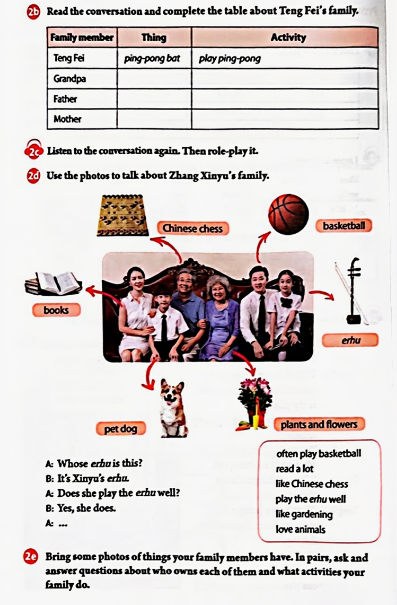 2b Read the conversation and complete the table about Teng Fei's family.
Family member Thing Activity
Teng Fei ping-pong bat play ping-pong
Grandpa
Father
Mother
2c Listen to the conversation again. Then role-play it.
2d Use the photos to talk about Zhang Xinyu's family.
Chinese chess
basketball
books
erhu
pet dog
plants and flowers
A: Whose erhu is this?
B: It's Xinyu's erhu.
A: Does she play the erhu well?
B: Yes, she does.
A: ...
often play basketball
read a lot
like Chinese chess
play the erhu well
like gardening
love animals
2e Bring some photos of things your family members have. In pairs, ask and
answer questions about who owns each of them and what activities your
family do.